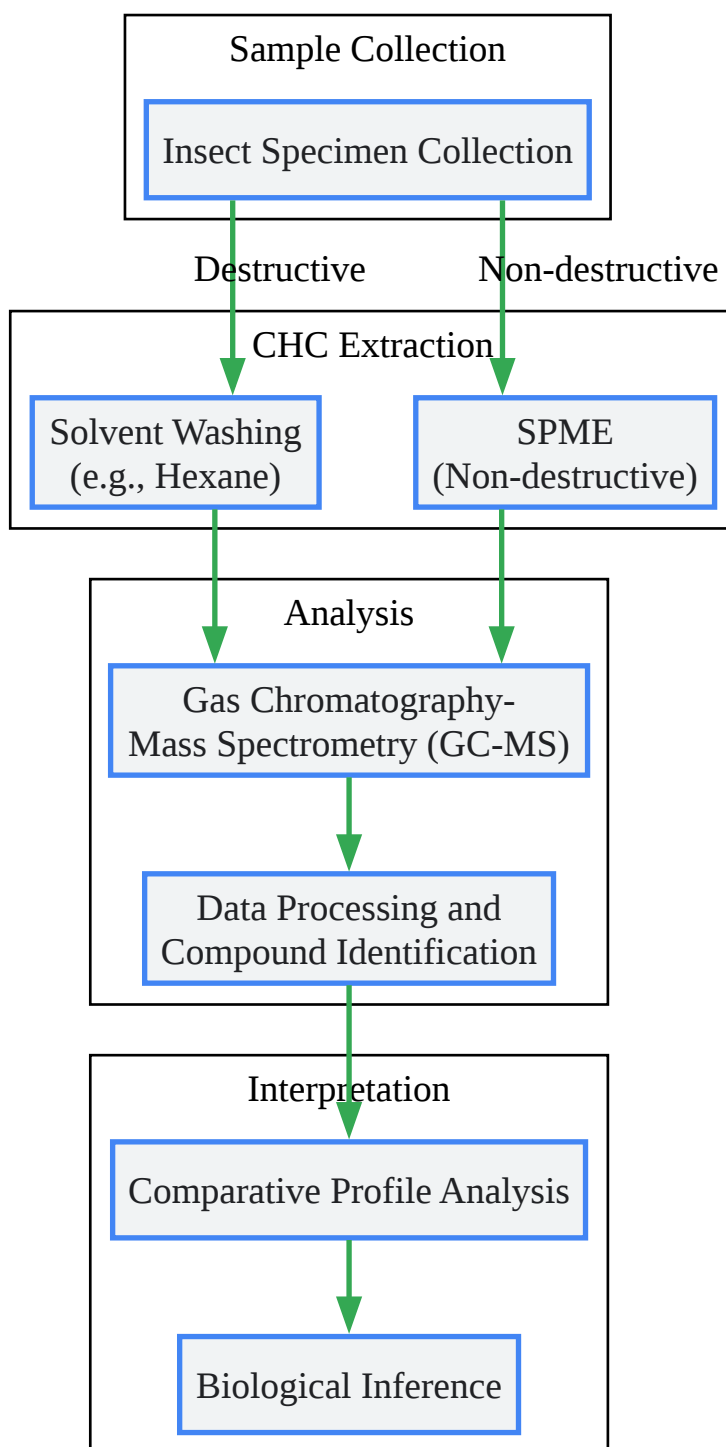 Sample Collection
Insect Specimen Collection
Destructive
Non-destructive
CHC Extraction
Solvent Washing
(e.g., Hexane)
SPME
(Non-destructive)
Analysis
Gas Chromatography-
Mass Spectrometry (GC-MS)
Data Processing and
Compound Identification
Interpretation
Comparative Profile Analysis
Biological Inference